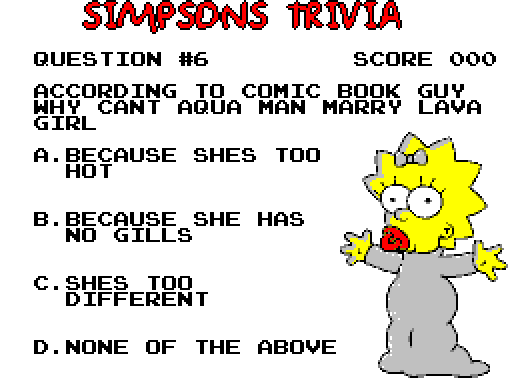 SIMPSONS TRIVIA
QUESTION #6 SCORE 000
ACCORDING TO COMIC BOOK GUY
WHY CANT AQUA MAN MARRY LAVA
GIRL
A.BECAUSE SHES TOO
HOT
B.BECAUSE SHE HAS
NO GILLS
C.SHES TOO
DIFFERENT
D.NONE OF THE ABOVE